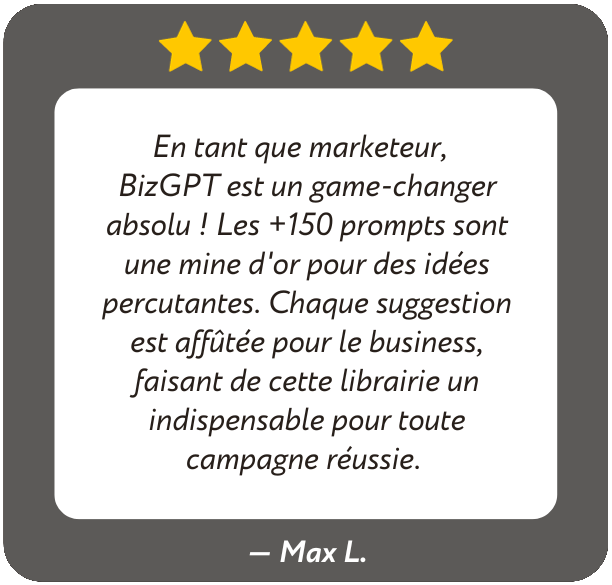 En tant que marketeur,
BizGPT est un game-changer
absolu ! Les +150 prompts sont
une mine d'or pour des idées
percutantes. Chaque suggestion
est affûtée pour le business,
faisant de cette librairie un
indispensable pour toute
campagne réussie.
– Max L.